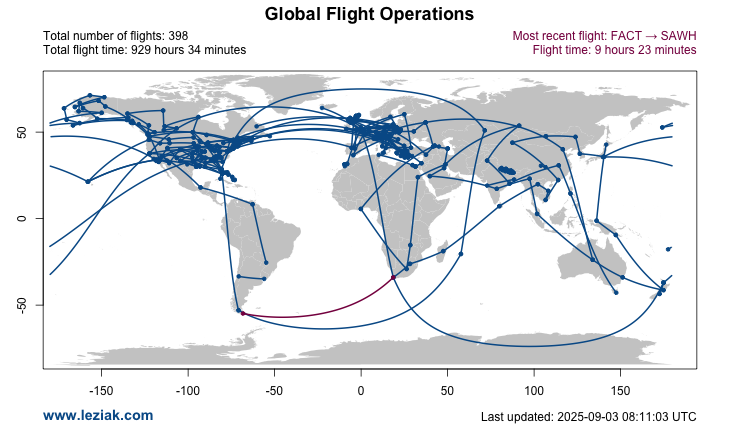 Global Flight Operations
Total number of flights: 398
Total flight time: 929 hours 34 minutes
Most recent flight: FACT → SAWH
Flight time: 9 hours 23 minutes
50
0
-50
-150
-100
-50
0
50
100
150
www.leziak.com
Last updated: 2025-09-03 08:11:03 UTC